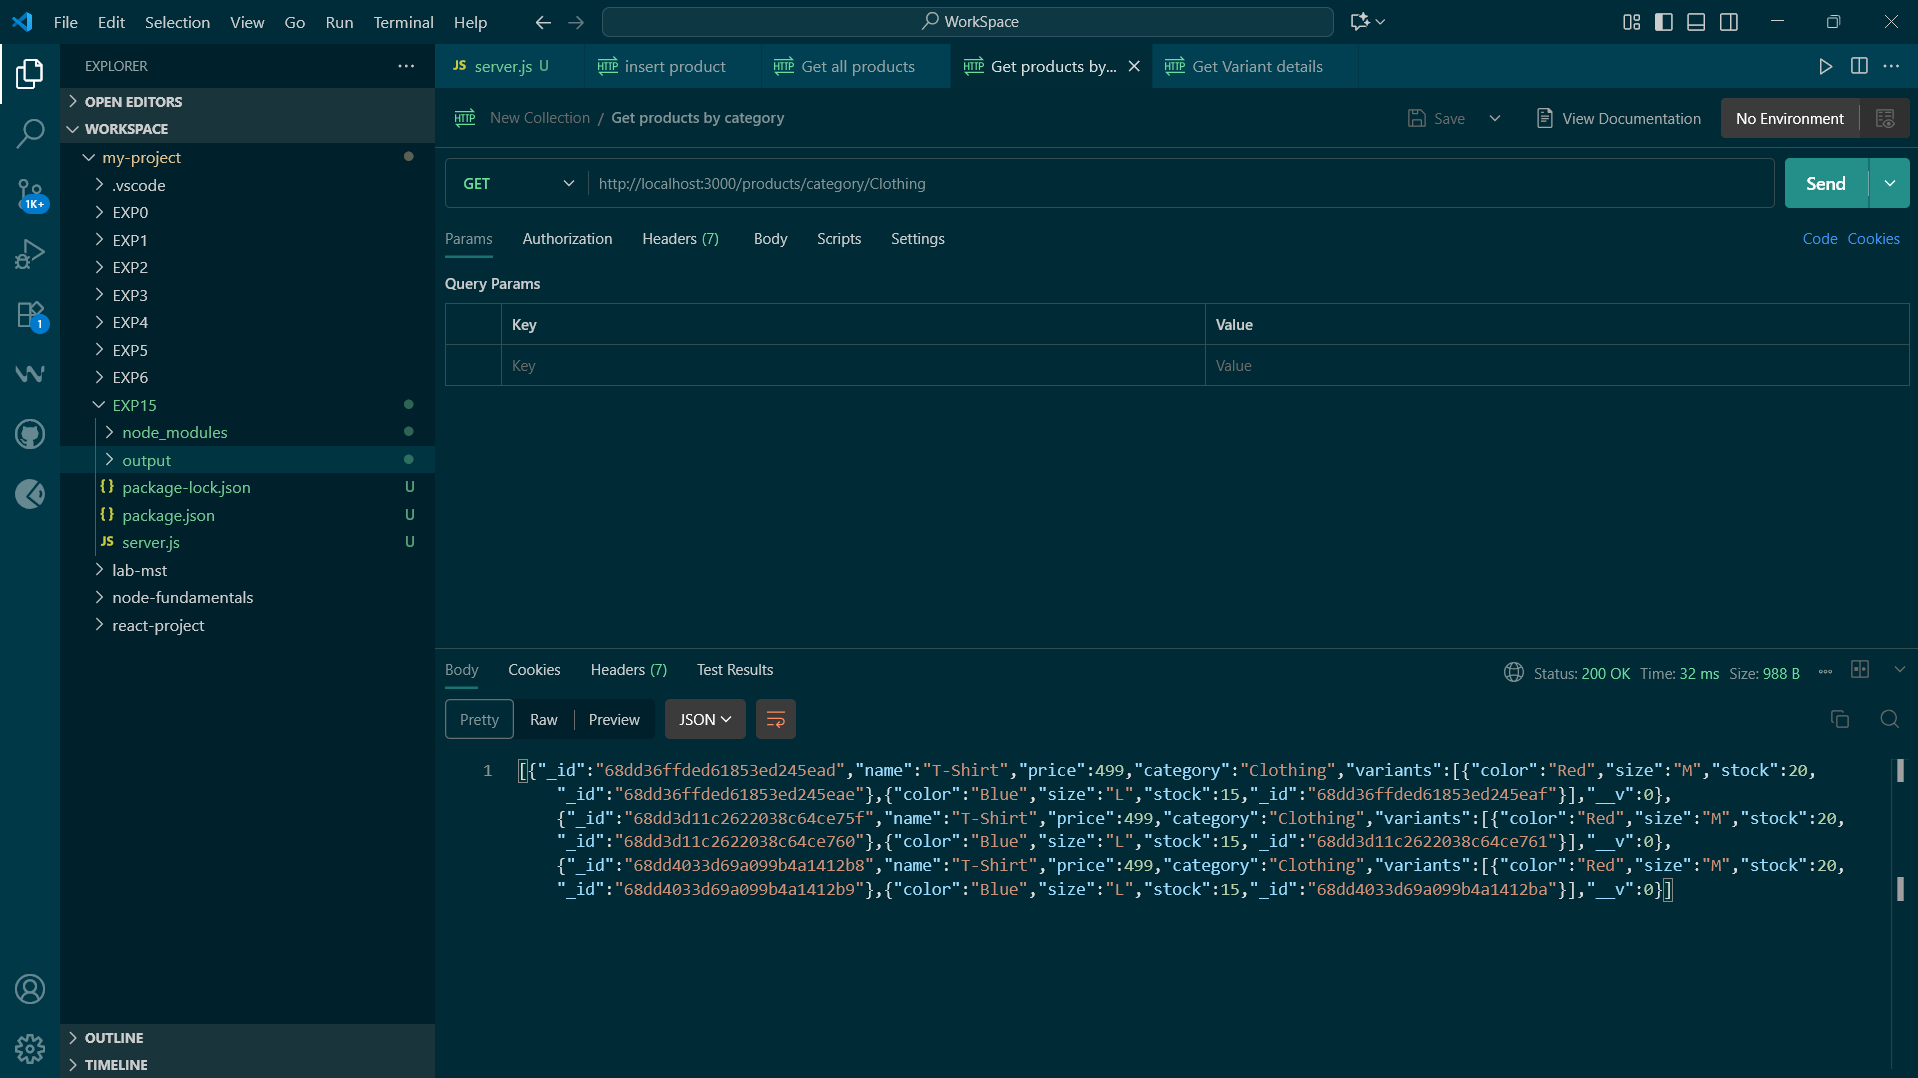 File Edit Selection View Go Run Terminal Help
WorkSpace
EXPLORER
OPEN EDITORS
WORKSPACE
my-project
.vscode
EXP0
EXP1
EXP2
EXP3
EXP4
EXP5
EXP6
EXP15
node_modules
output
{} package-lock.json U
{} package.json U
JS server.js U
lab-mst
node-fundamentals
react-project
OUTLINE
TIMELINE
1K+
1
JS server.js U
HTTP insert product
HTTP Get all products
HTTP Get products by...
HTTP Get Variant details
HTTP New Collection / Get products by category
Save
View Documentation
No Environment
GET http://localhost:3000/products/category/Clothing
Send
Params Authorization Headers (7) Body Scripts Settings
Code Cookies
Query Params
Key Value
Key Value
Body Cookies Headers (7) Test Results
Status: 200 OK Time: 32 ms Size: 988 B
Pretty Raw Preview JSON
1 [{"_id":"68dd36ffded61853ed245ead","name":"T-Shirt","price":499,"category":"Clothing","variants":[{"color":"Red","size":"M","stock":20,
"_id":"68dd36ffded61853ed245eae"},{"color":"Blue","size":"L","stock":15,"_id":"68dd36ffded61853ed245eaf"}],"__v":0},
{"_id":"68dd3d11c2622038c64ce75f","name":"T-Shirt","price":499,"category":"Clothing","variants":[{"color":"Red","size":"M","stock":20,
"_id":"68dd3d11c2622038c64ce760"},{"color":"Blue","size":"L","stock":15,"_id":"68dd3d11c2622038c64ce761"}],"__v":0},
{"_id":"68dd4033d69a099b4a1412b8","name":"T-Shirt","price":499,"category":"Clothing","variants":[{"color":"Red","size":"M","stock":20,
"_id":"68dd4033d69a099b4a1412b9"},{"color":"Blue","size":"L","stock":15,"_id":"68dd4033d69a099b4a1412ba"}],"__v":0}]